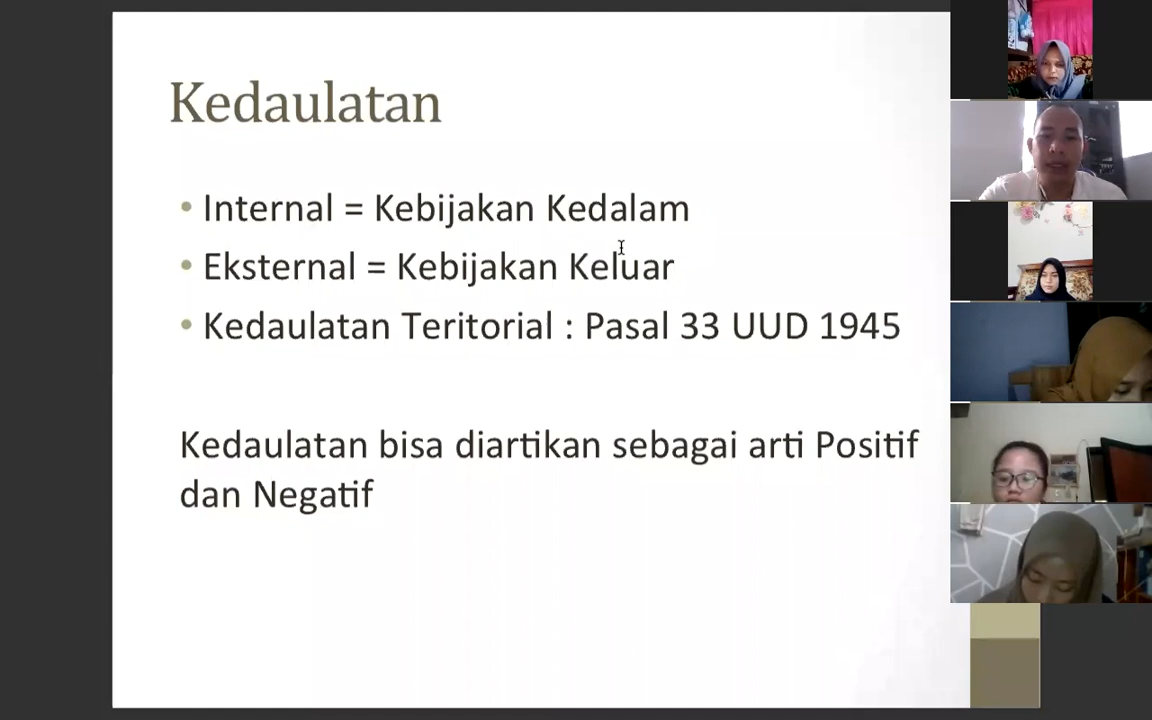 Kedaulatan
• Internal = Kebijakan Kedalam
• Eksternal = Kebijakan Keluar
• Kedaulatan Teritorial : Pasal 33 UUD 1945
Kedaulatan bisa diartikan sebagai arti Positif
dan Negatif